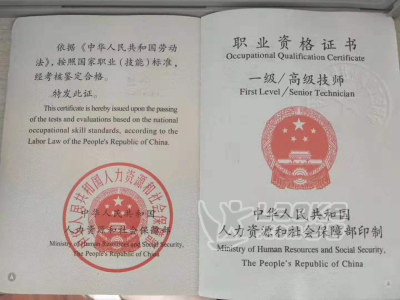 依据《中华人民共和国劳动
法》，按照国家职业（技能）标准，
经考核鉴定合格。
特发此证。
This certificate is hereby issued upon the passing
of the tests and evaluations based on the national
occupational skill standards, according to the
Labor Law of the People's Republic of China.
中华人民共和国
人力资源和社会保障部
Ministry of Human Resources and Social Security,
The People's Republic of China
职业资格证书
Occupational Qualification Certificate
一级/高级技师
First Level/Senior Technician
中华人民共和国
人力资源和社会保障部印制
Ministry of Human Resources and Social Security,
The People's Republic of China